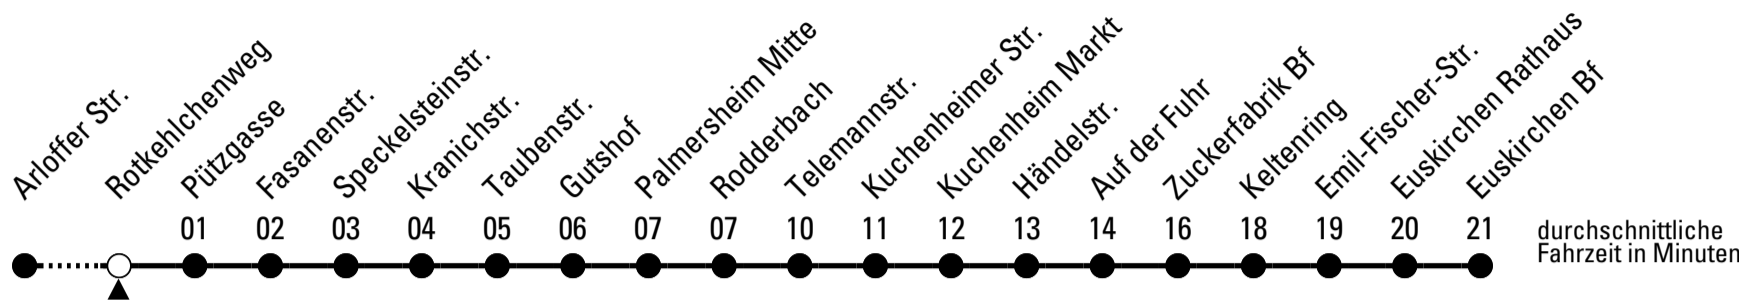 Arloffer Str.
Rotkehlchenweg
Pützgasse
Fasanenstr.
Speckelsteinstr.
Kranichstr.
Taubenstr.
Gutshof
Palmersheim Mitte
Rodderbach
Telemannstr.
Kuchenheimer Str.
Kuchenheim Markt
Händelstr.
Auf der Fuhr
Zuckerfabrik Bf
Keltenring
Emil-Fischer-Str.
Euskirchen Rathaus
Euskirchen Bf
01 02 03 04 05 06 07 07 10 11 12 13 14 16 18 19 20 21
durchschnittliche
Fahrzeit in Minuten